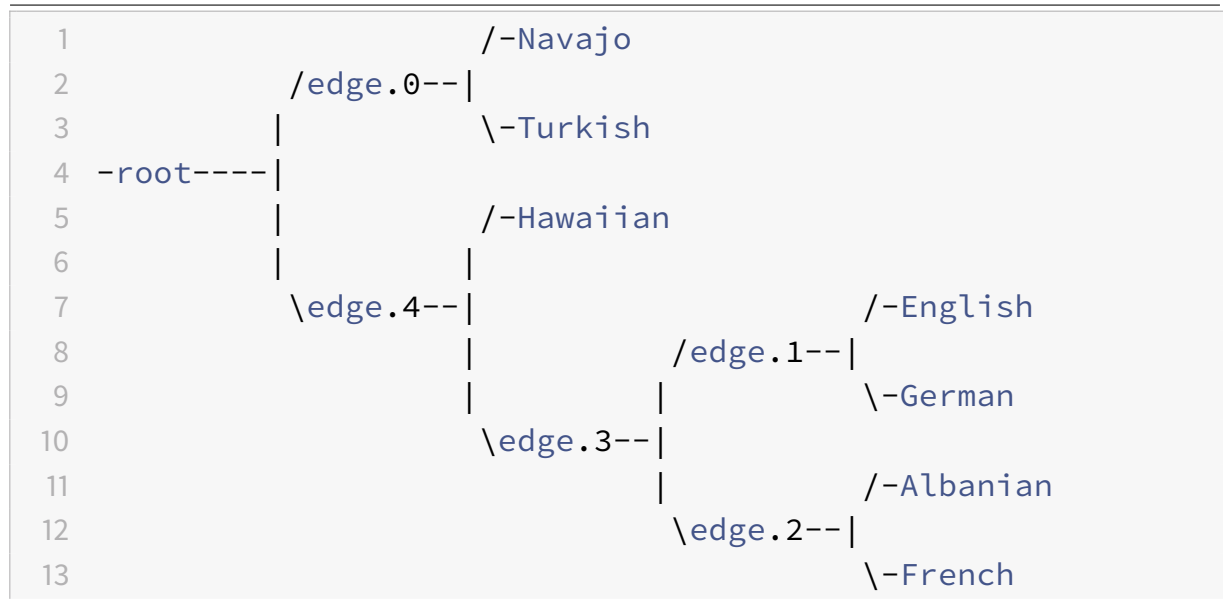 1                      /-Navajo
2            /edge.0--|
3           |          \-Turkish
4 -root----|
5           |          /-Hawaiian
6           |         |
7            \edge.4--|                    /-English
8                     |          /edge.1--|
9                     |         |          \-German
10                     \edge.3--|
11                              |          /-Albanian
12                               \edge.2--|
13                                         \-French